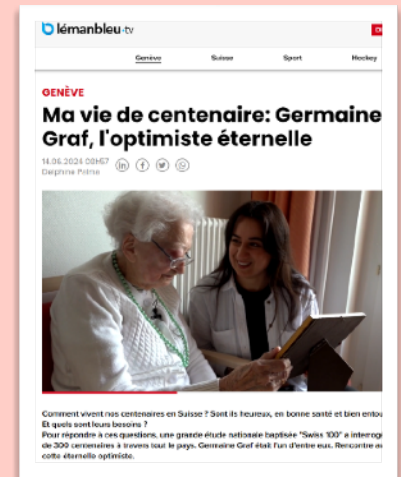 lémanbleu.tv
Genève Suisse Sport Hockey
GENÈVE
Ma vie de centenaire: Germaine
Graf, l'optimiste éternelle
14.06.2024 08h57
Delphine
Comment vivent nos centenaires en Suisse ? Sont ils heureux, en bonne santé et bien entou
Et quels sont leurs besoins ?
Pour répondre à ces questions, une grande étude nationale baptisée "Swiss 100" a interrog
de 300 centenaires à travers tout le pays. Germaine Graf était l'un d'entre eux. Rencontre a
cette éternelle optimiste.